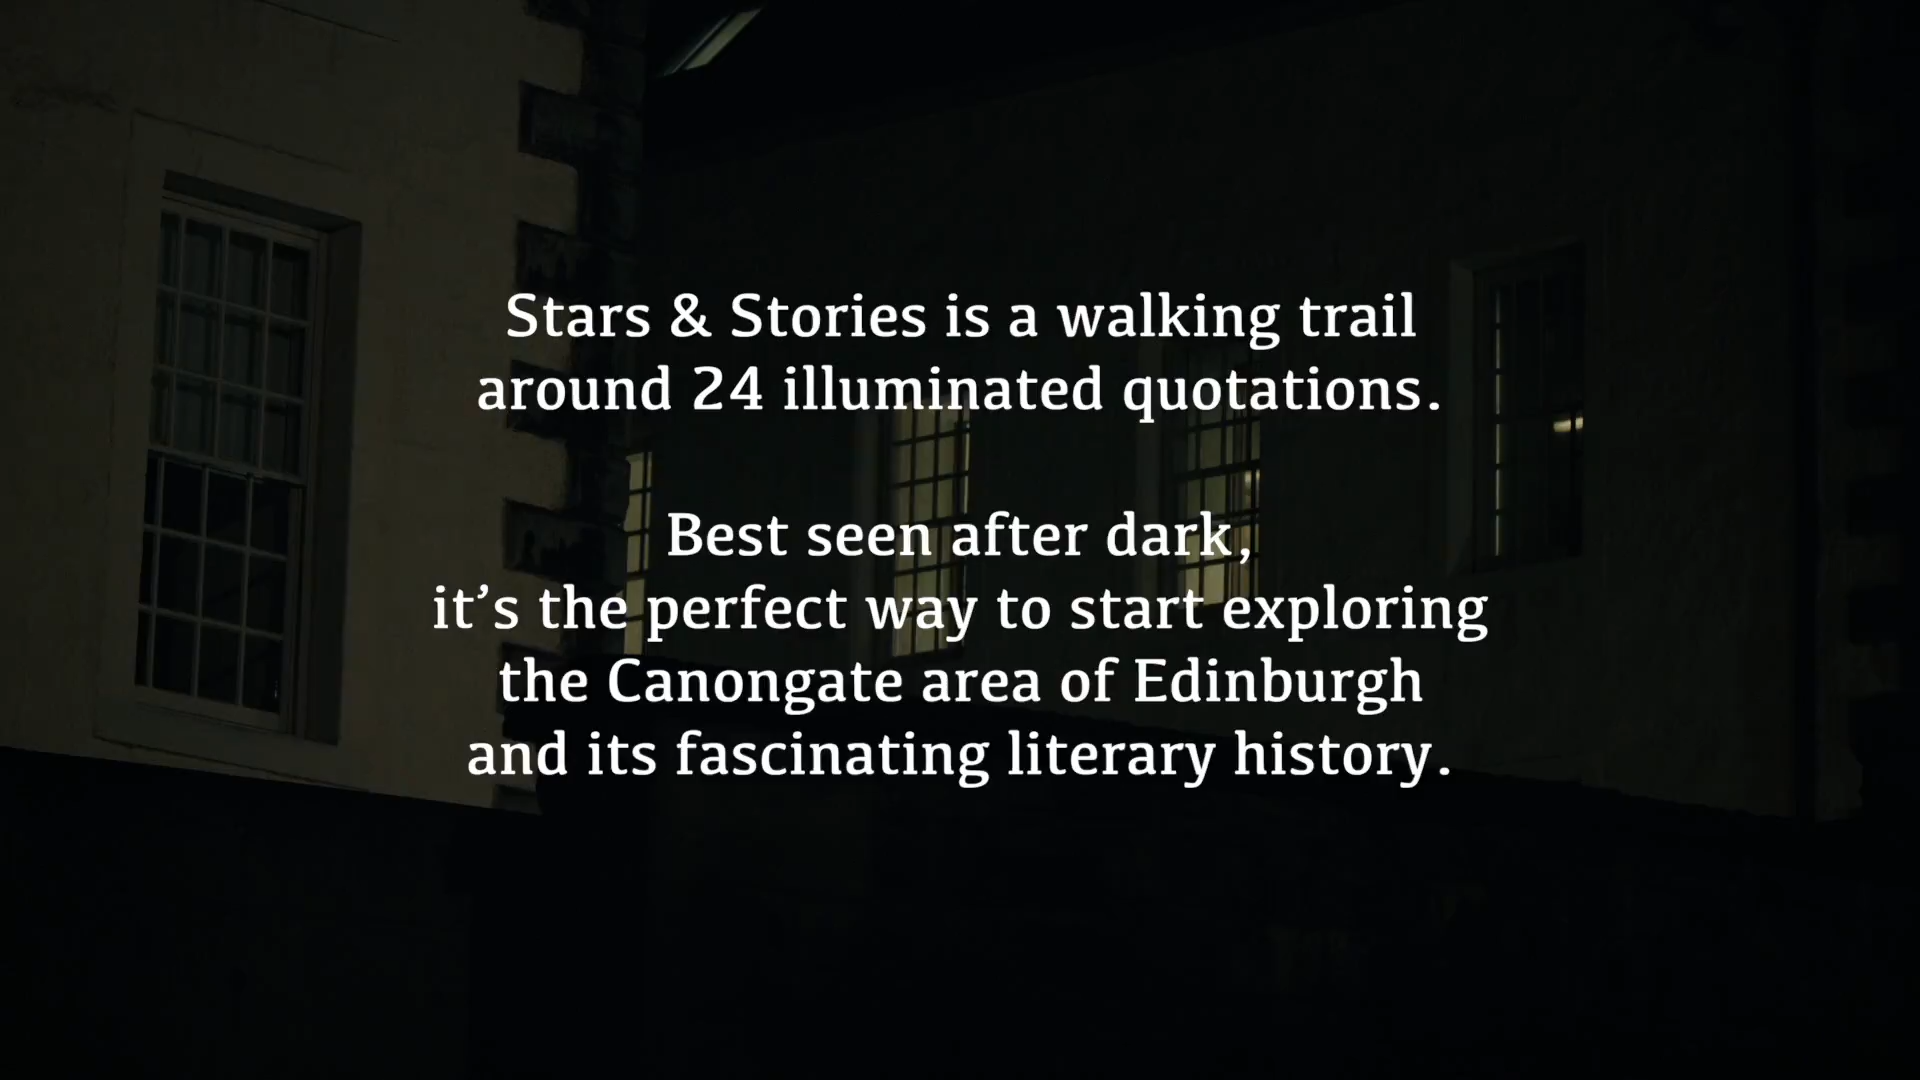 Stars & Stories is a walking trail
around 24 illuminated quotations.
Best seen after dark,
it’s the perfect way to start exploring
the Canongate area of Edinburgh
and its fascinating literary history.